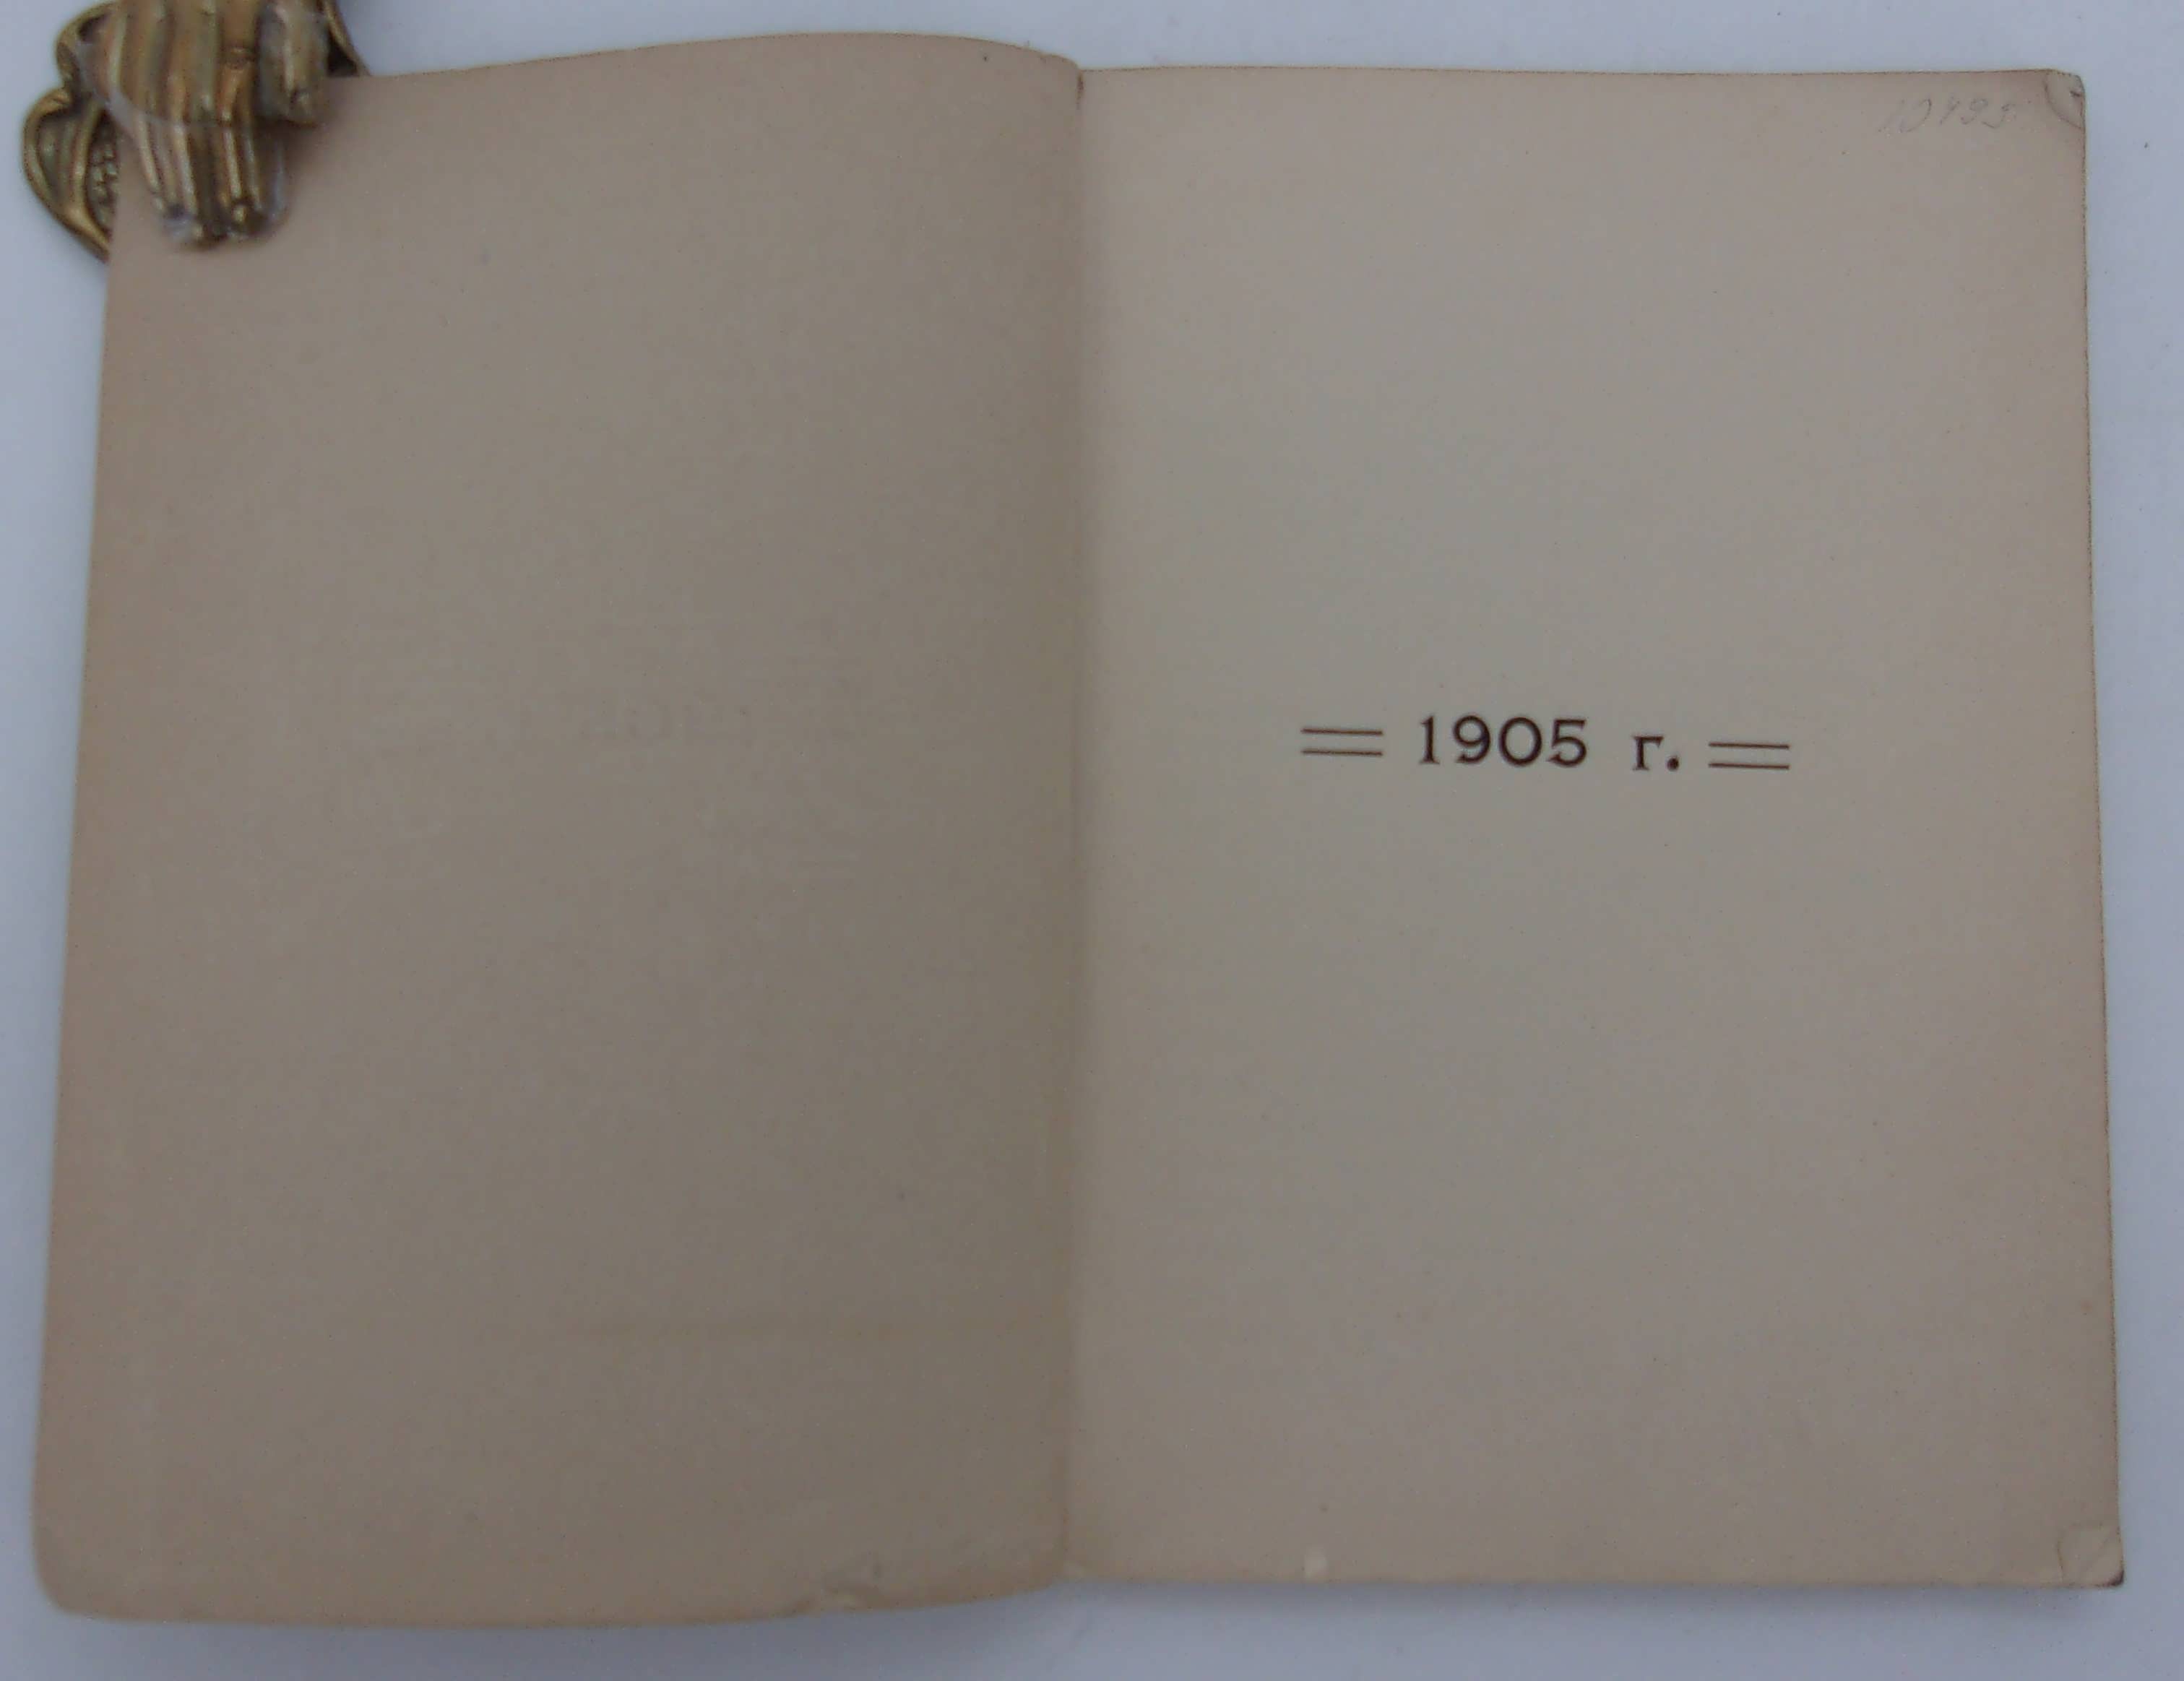 = 1905 г. =